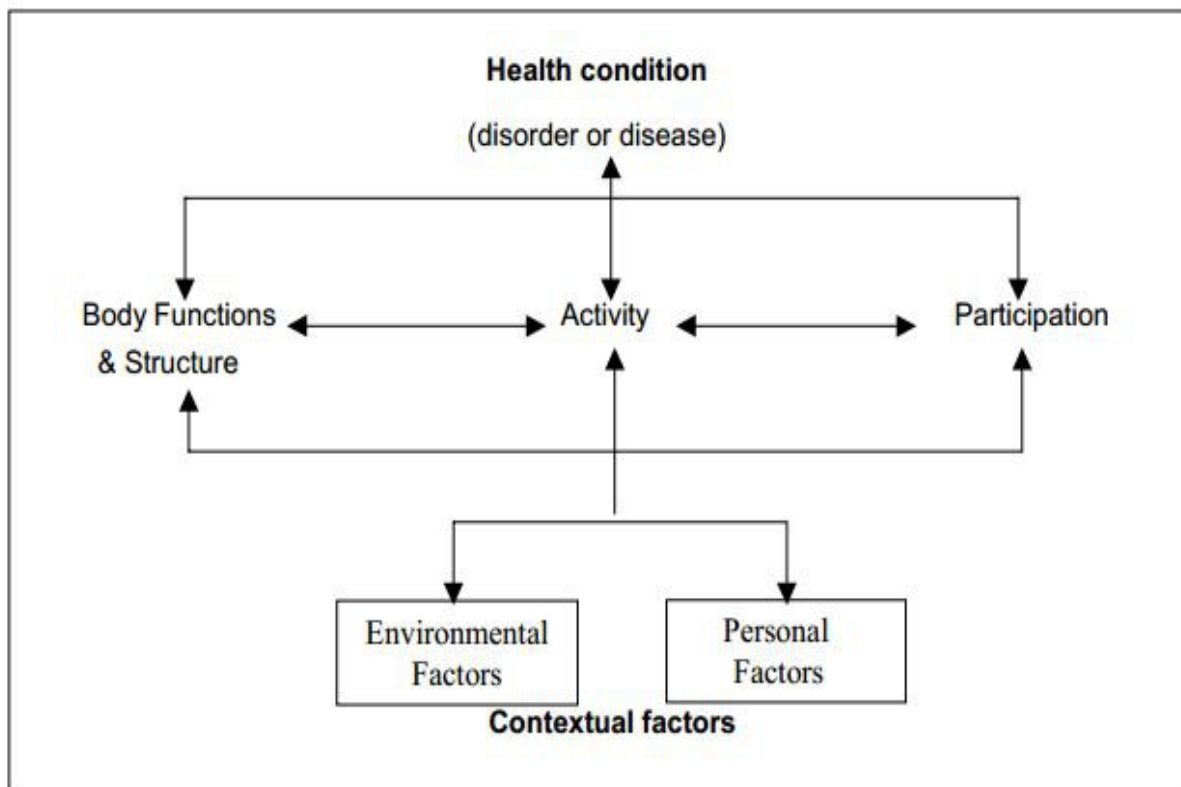 Health condition
(disorder or disease)
Body Functions
& Structure
Activity
Participation
Environmental
Factors
Personal
Factors
Contextual factors